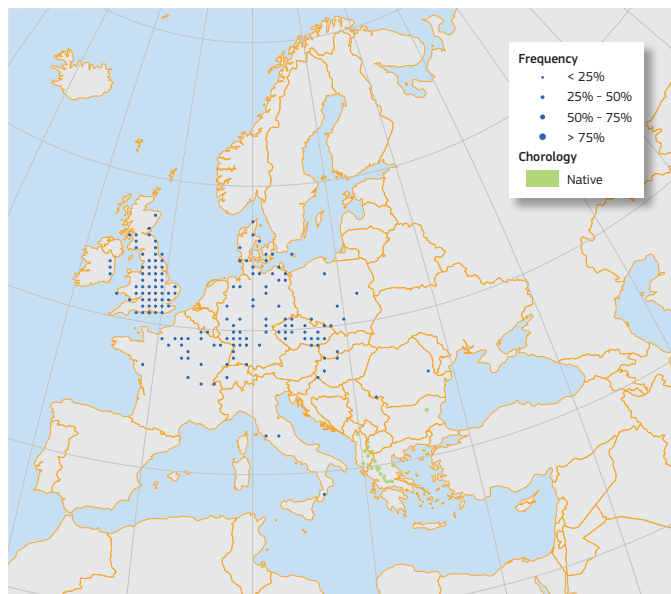 Frequency
< 25%
25% - 50%
50% - 75%
> 75%
Chorology
Native